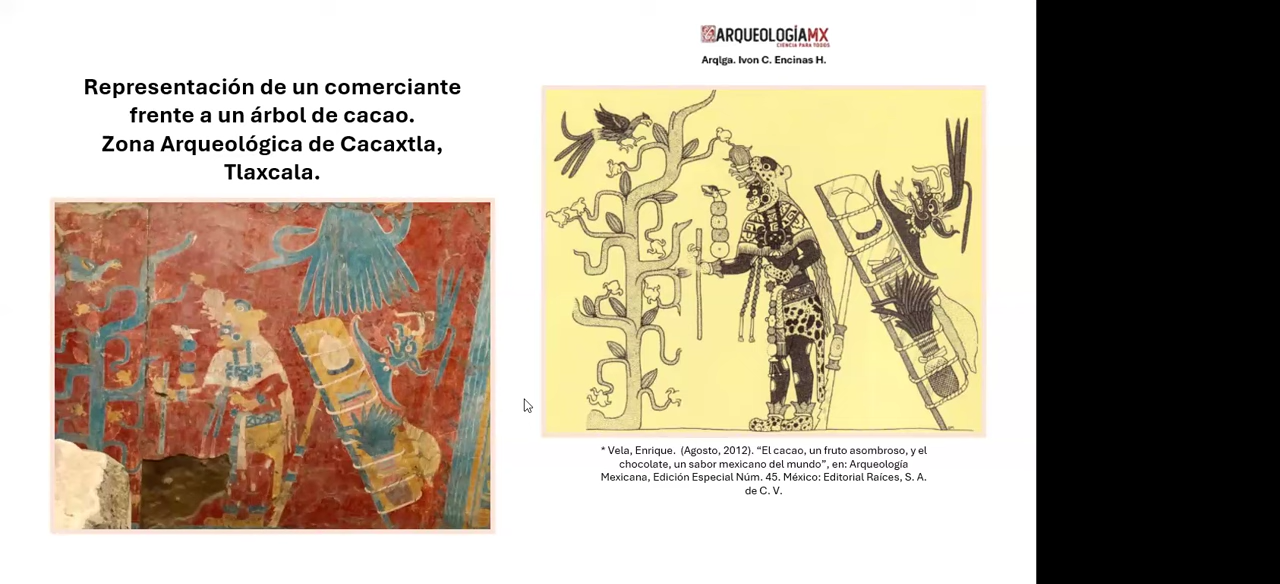 ARQUEOLOGÍAMX
CIENCIA PARA TODOS
Arqlga. Ivon C. Encinas H.
Representación de un comerciante
frente a un árbol de cacao.
Zona Arqueológica de Cacaxtla,
Tlaxcala.
* Vela, Enrique. (Agosto, 2012). “El cacao, un fruto asombroso, y el
chocolate, un sabor mexicano del mundo”, en: Arqueología
Mexicana, Edición Especial Núm. 45. México: Editorial Raíces, S. A.
de C. V.